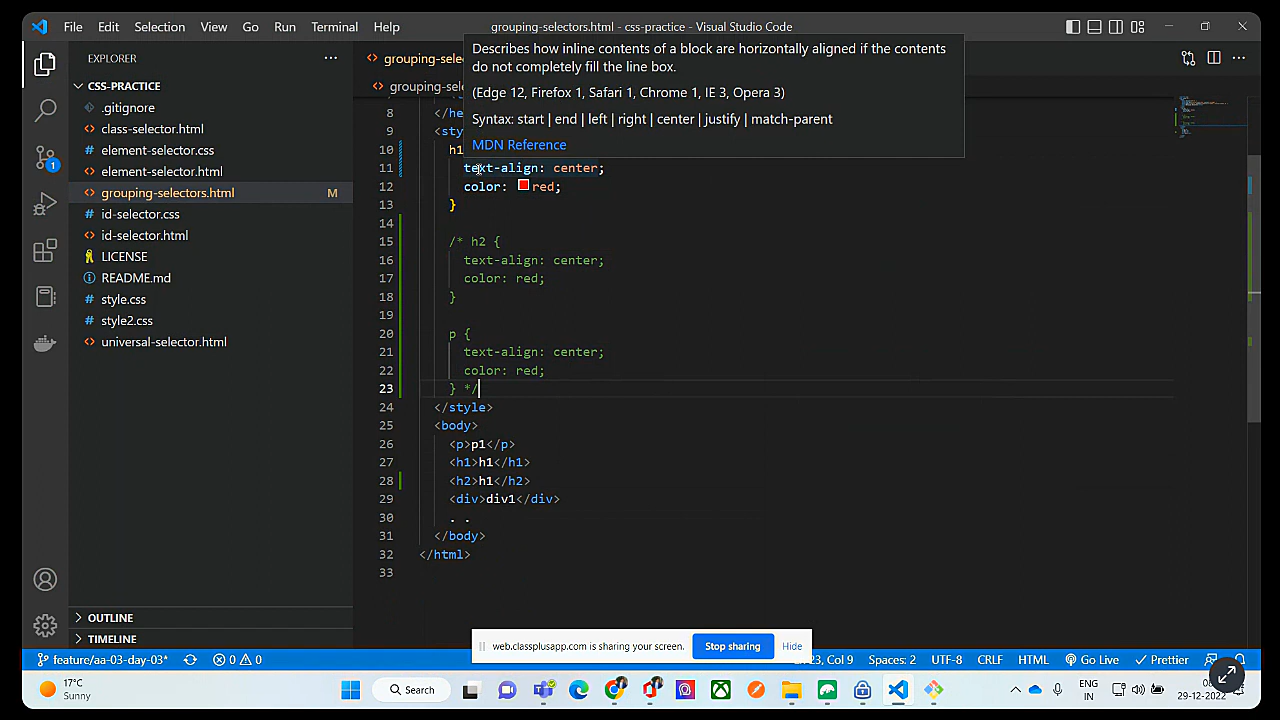 File Edit Selection View Go Run Terminal Help
grouping-selectors.html - css-practice - Visual Studio Code
EXPLORER
CSS-PRACTICE
.gitignore
class-selector.html
element-selector.css
element-selector.html
grouping-selectors.html M
id-selector.css
id-selector.html
LICENSE
README.md
style.css
style2.css
universal-selector.html
OUTLINE
TIMELINE
1
grouping-sele
grouping-sel
Describes how inline contents of a block are horizontally aligned if the contents
do not completely fill the line box.
(Edge 12, Firefox 1, Safari 1, Chrome 1, IE 3, Opera 3)
Syntax: start | end | left | right | center | justify | match-parent
MDN Reference
8 </he
9 <sty
10 h1
11 text-align: center;
12 color: red;
13 }
14
15 /* h2 {
16 text-align: center;
17 color: red;
18 }
19
20 p {
21 text-align: center;
22 color: red;
23 } */
24 </style>
25 <body>
26 <p>p1</p>
27 <h1>h1</h1>
28 <h2>h1</h2>
29 <div>div1</div>
30 . .
31 </body>
32 </html>
33
web.classplusapp.com is sharing your screen. Stop sharing Hide
feature/aa-03-day-03* 0 0 23, Col 9 Spaces: 2 UTF-8 CRLF HTML Go Live Prettier
17°C
Sunny
Search
ENG
IN
29-12-2022